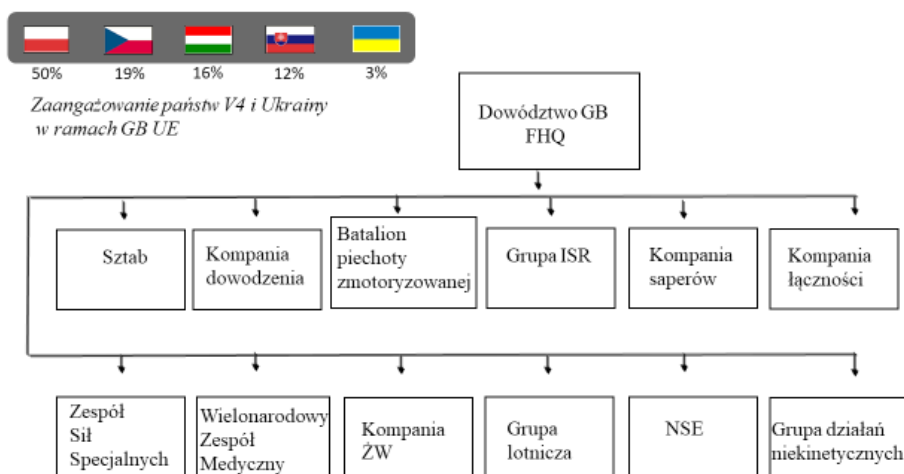 50% 19% 16% 12% 3%
Zaangażowanie państw V4 i Ukrainy
w ramach GB UE
Dowództwo GB
FHQ
Sztab
Kompania
dowodzenia
Batalion
piechoty
zmotoryzowanej
Grupa ISR
Kompania
saperów
Kompania
łączności
Zespół
Sił
Specjalnych
Wielonarodowy
Zespół
Medyczny
Kompania
ŻW
Grupa
lotnicza
NSE
Grupa działań
niekinetycznych